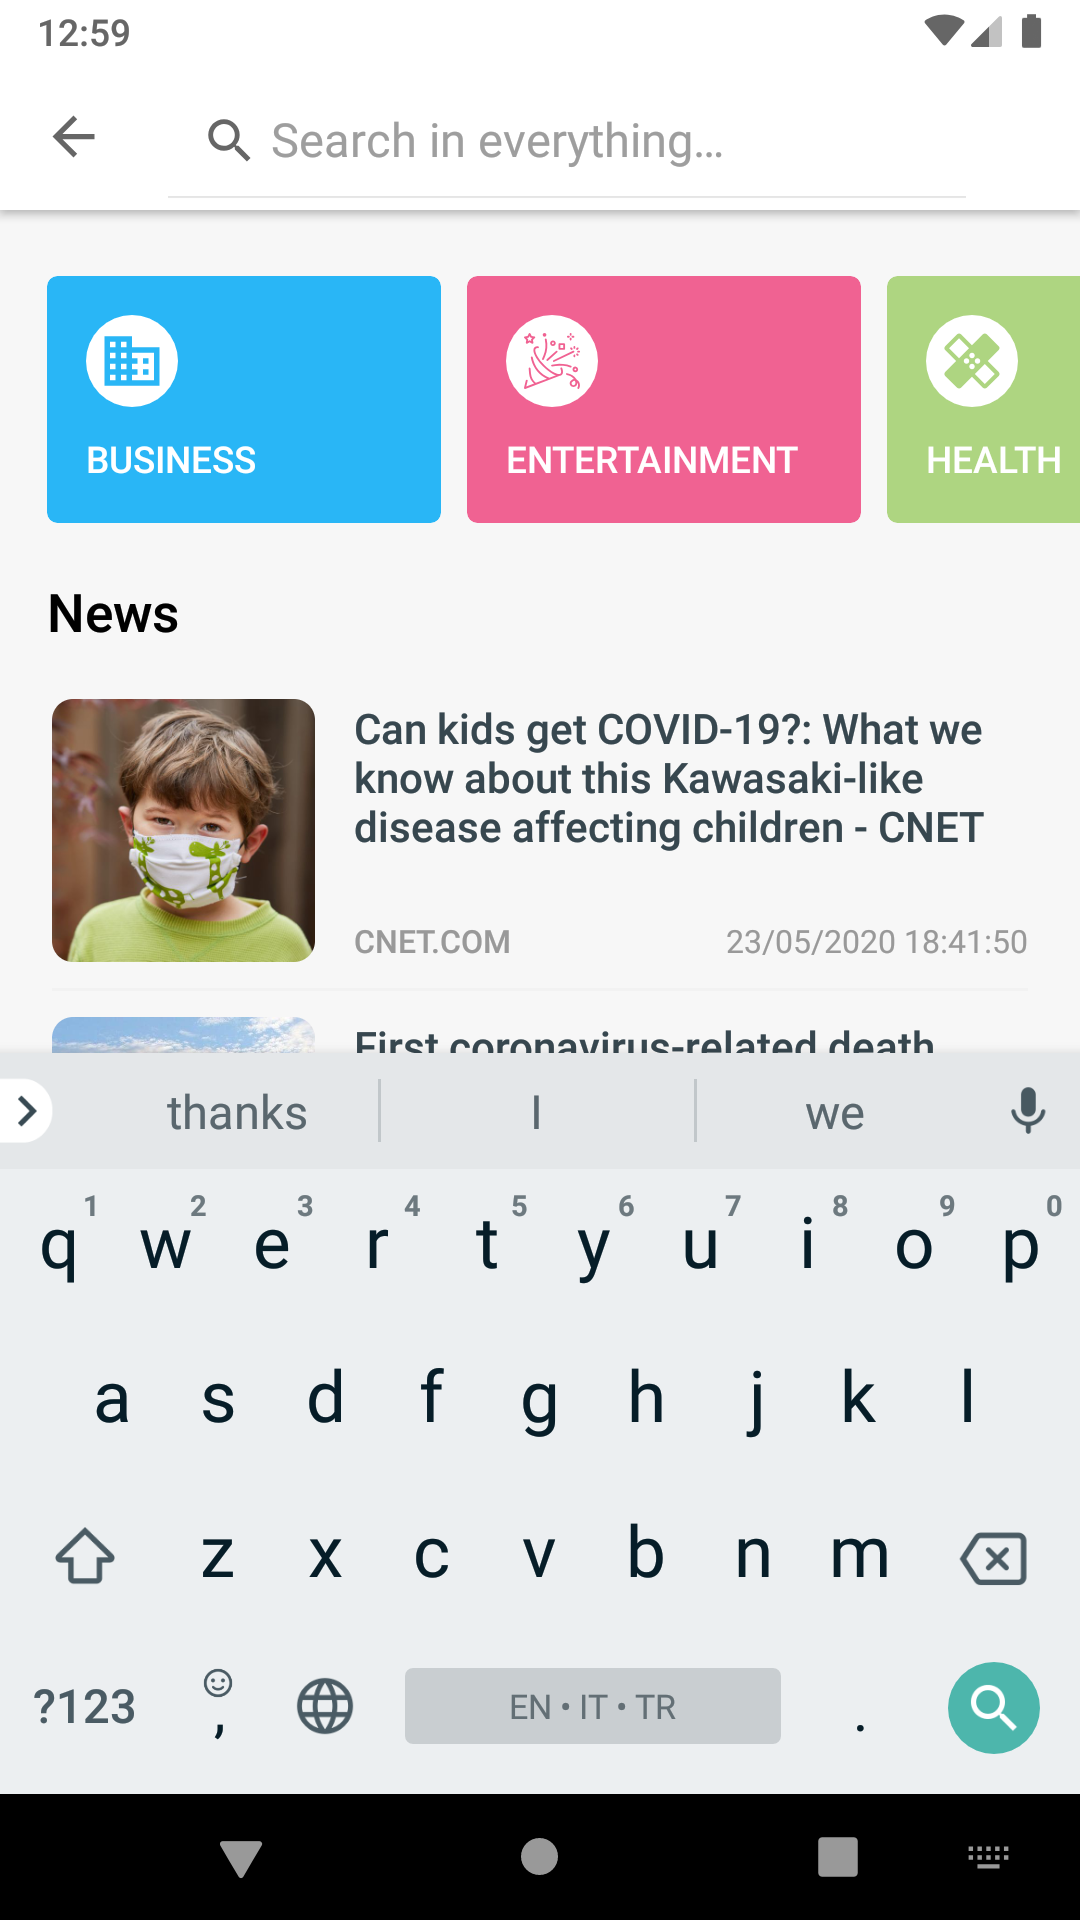 12:59
Search in everything...
BUSINESS
ENTERTAINMENT
HEALTH
News
Can kids get COVID-19?: What we
know about this Kawasaki-like
disease affecting children - CNET
CNET.COM
23/05/2020 18:41:50
First coronavirus-related death
thanks
I
we
1 2 3 4 5 6 7 8 9 0
q w e r t y u i o p
a s d f g h j k l
z x c v b n m
?123 , EN • IT • TR .